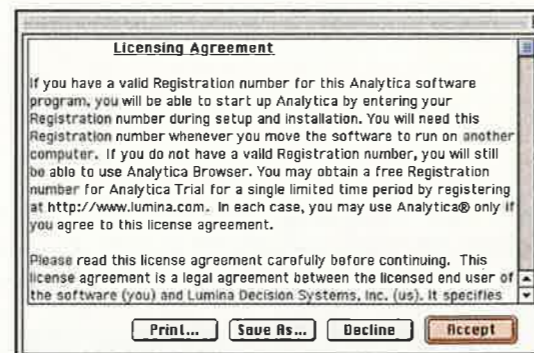 Licensing Agreement
If you have a valid Registration number for this Analytica software
program, you will be able to start up Analytica by entering your
Registration number during setup and installation. You will need this
Registration number whenever you move the software to run on another
computer. If you do not have a valid Registration number, you will still
be able to use Analytica Browser. You may obtain a free Registration
number for Analytica Trial for a single limited time period by registering
at http://www.lumina.com. In each case, you may use Analytica® only if
you agree to this license agreement.
Please read this license agreement carefully before continuing. This
license agreement is a legal agreement between the licensed end user of
the software (you) and Lumina Decision Systems, Inc. (us). It specifies
Print... Save As... Decline Accept